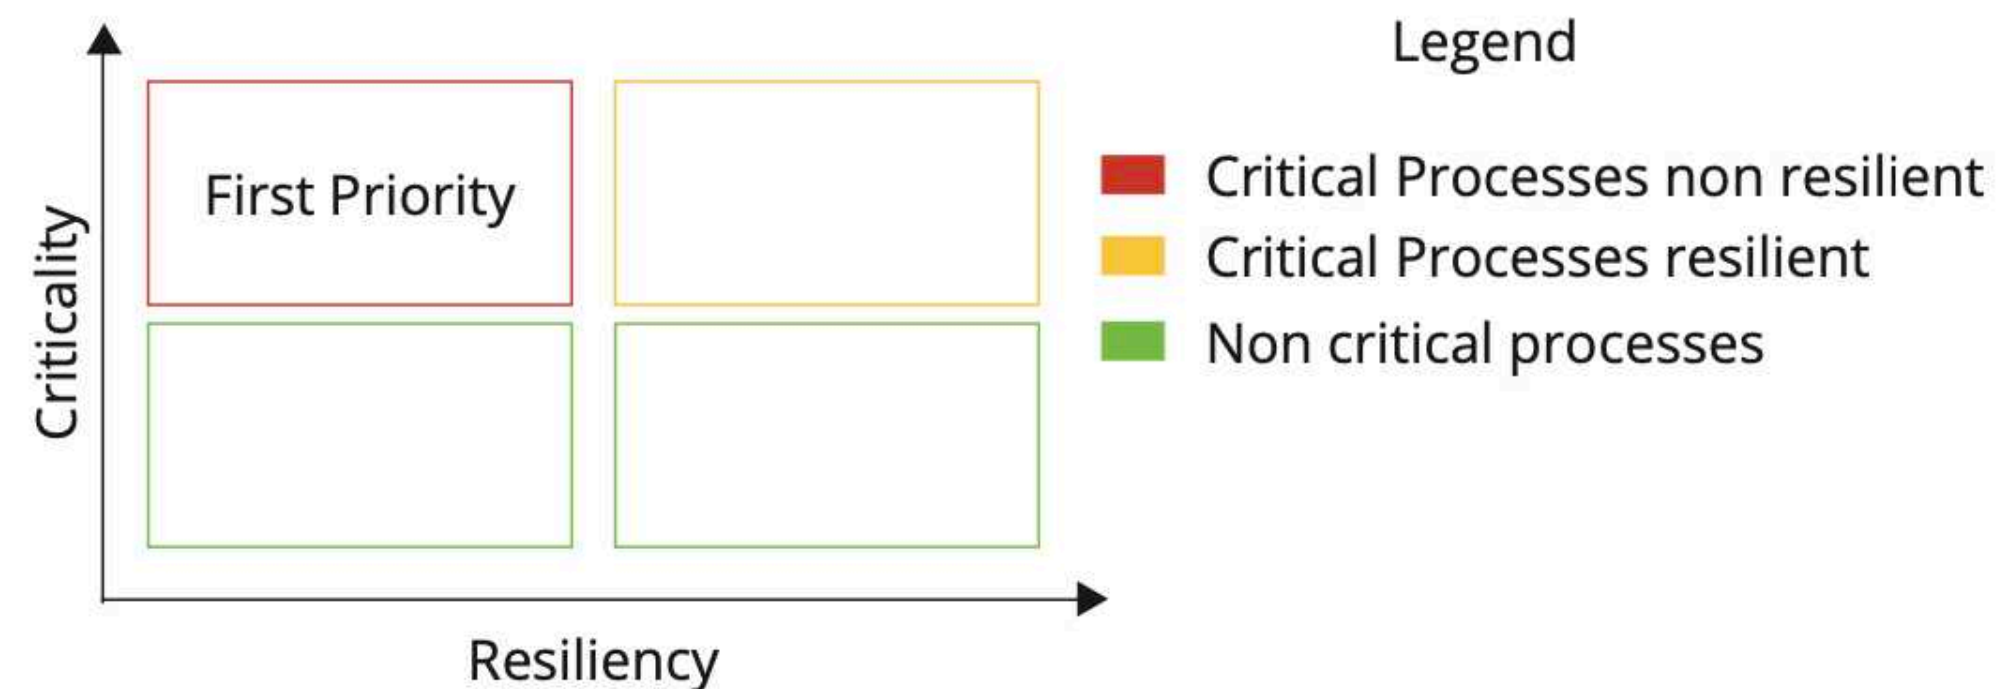 Legend
First Priority
Critical Processes non resilient
Critical Processes resilient
Non critical processes
Criticality
Resiliency